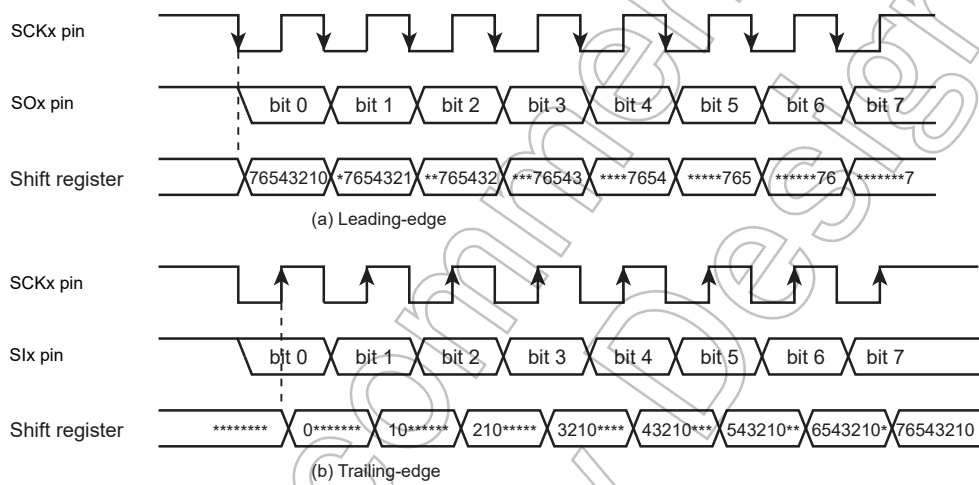 SCKx pin
SOx pin
bit 0 bit 1 bit 2 bit 3 bit 4 bit 5 bit 6 bit 7
Shift register
76543210 *7654321 **765432 ***76543 ****7654 *****765 ******76 *******7
(a) Leading-edge
SCKx pin
SIx pin
bit 0 bit 1 bit 2 bit 3 bit 4 bit 5 bit 6 bit 7
Shift register
******** 0******* 10****** 210***** 3210**** 43210*** 543210** 6543210* 76543210
(b) Trailing-edge